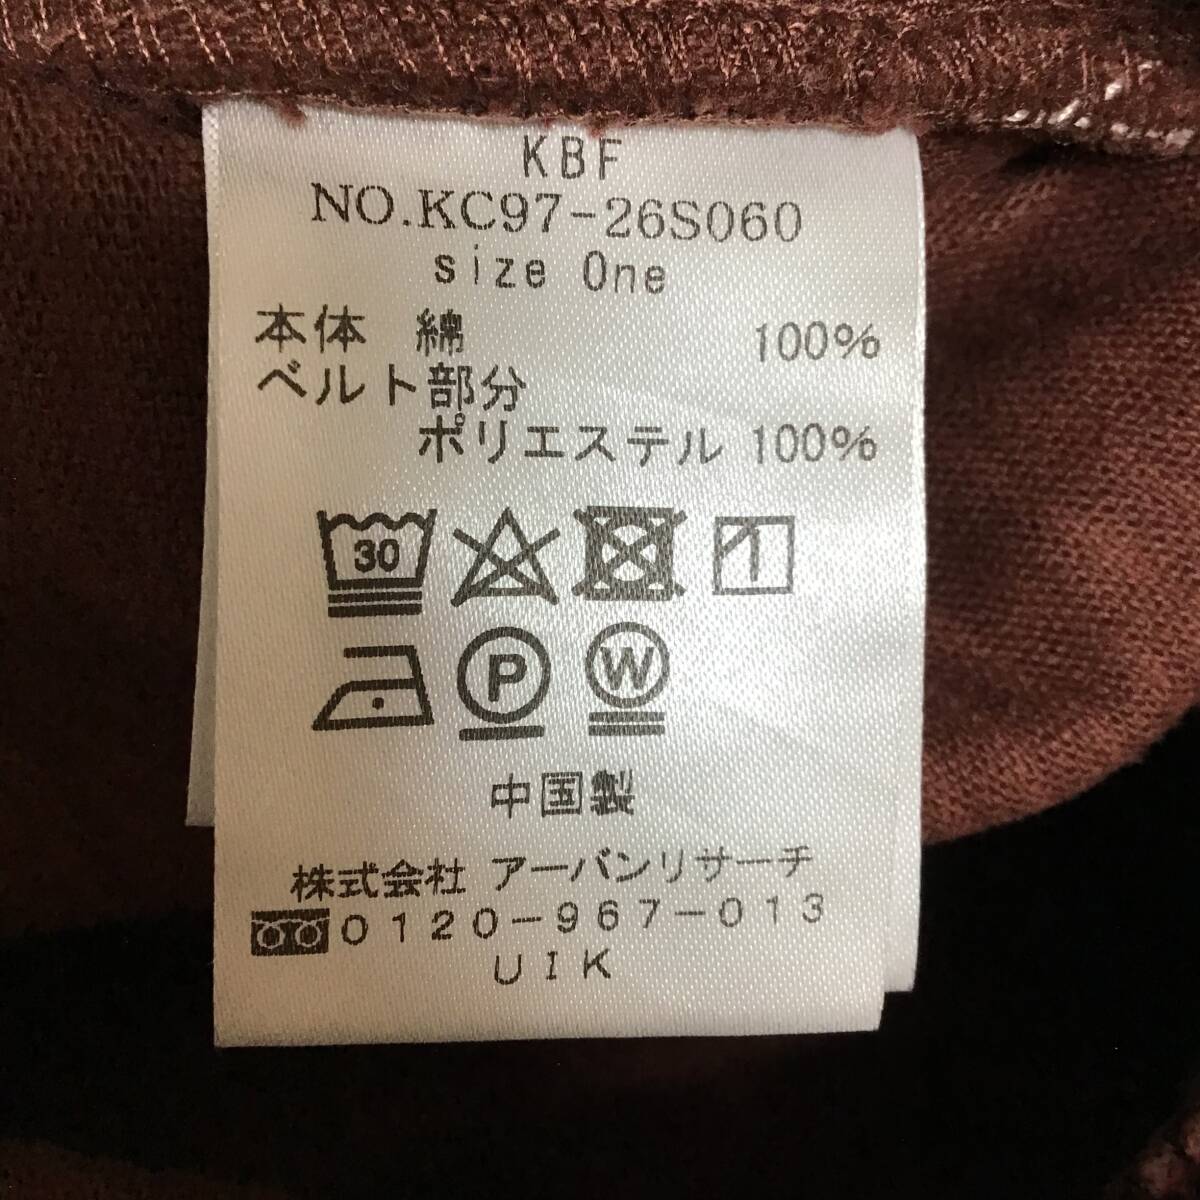 KBF
NO.KC97-26S060
size One
本体 綿 100%
ベルト部分
ポリエステル 100%
30
P
W
中国製
株式会社 アーバンリサーチ
0120-967-013
UIK